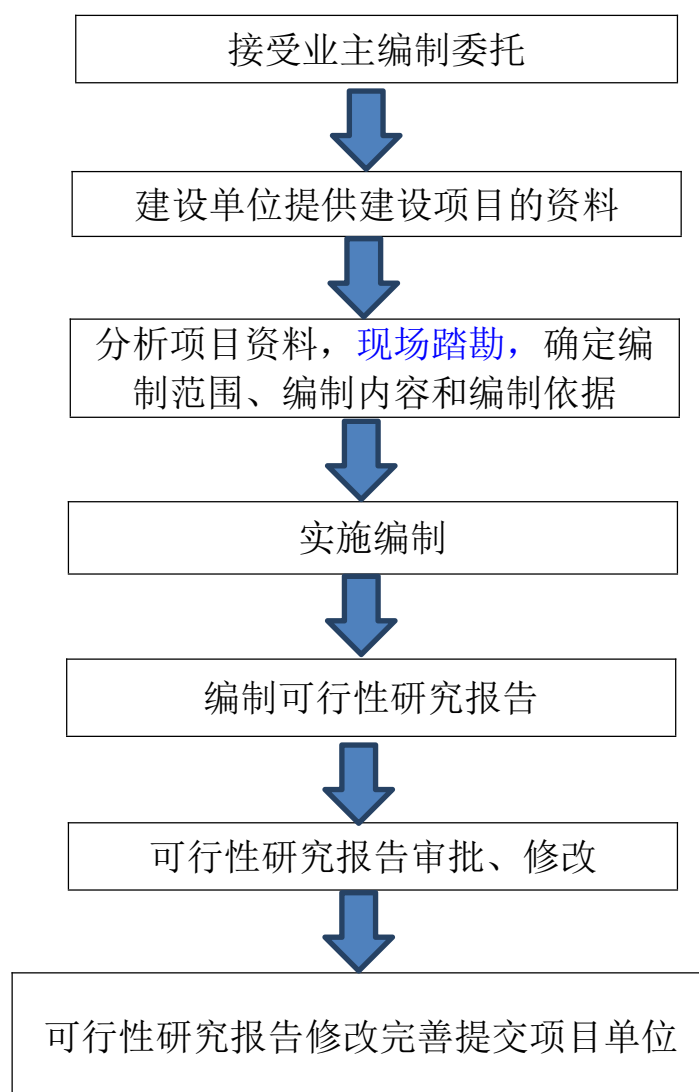 接受业主编制委托
建设单位提供建设项目的资料
分析项目资料，现场踏勘，确定编
制范围、编制内容和编制依据
实施编制
编制可行性研究报告
可行性研究报告审批、修改
可行性研究报告修改完善提交项目单位